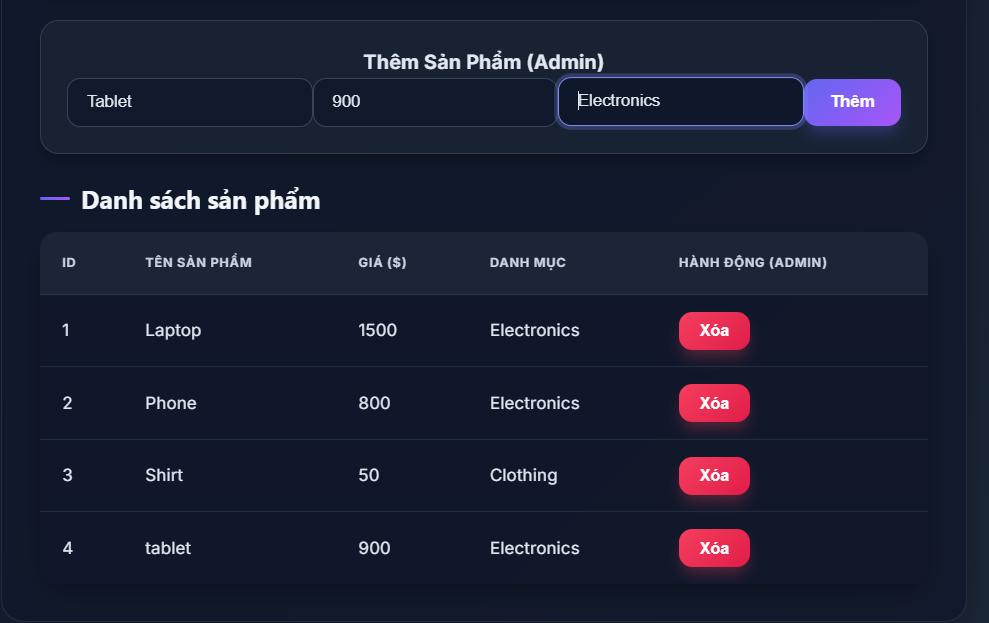 Thêm Sản Phẩm (Admin)
Tablet 900 Electronics Thêm
Danh sách sản phẩm
ID TÊN SẢN PHẨM GIÁ ($) DANH MỤC HÀNH ĐỘNG (ADMIN)
1 Laptop 1500 Electronics Xóa
2 Phone 800 Electronics Xóa
3 Shirt 50 Clothing Xóa
4 tablet 900 Electronics Xóa